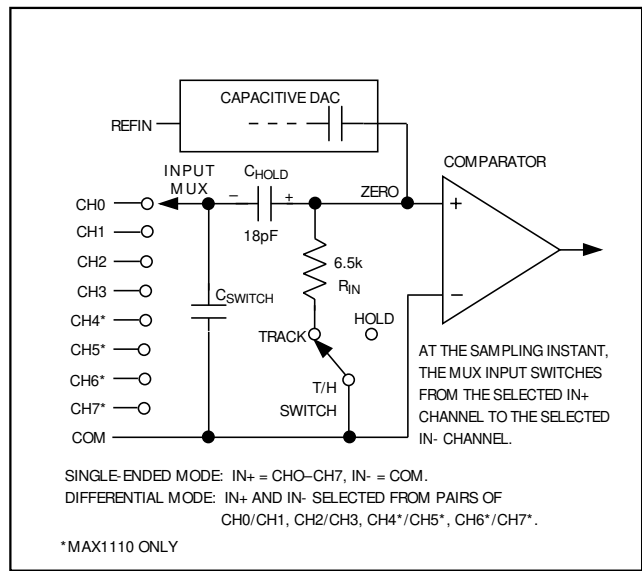 CAPACITIVE DAC
REFIN
COMPARATOR
INPUT
MUX
CHOLD
ZERO
– +
18pF
+
–
CH0
CH1
CH2
CH3
CH4*
CH5*
CH6*
CH7*
COM
CSWITCH
6.5k
RIN
TRACK
HOLD
T/H
SWITCH
AT THE SAMPLING INSTANT,
THE MUX INPUT SWITCHES
FROM THE SELECTED IN+
CHANNEL TO THE SELECTED
IN- CHANNEL.
SINGLE-ENDED MODE: IN+ = CHO–CH7, IN- = COM.
DIFFERENTIAL MODE: IN+ AND IN- SELECTED FROM PAIRS OF
CH0/CH1, CH2/CH3, CH4*/CH5*, CH6*/CH7*.
*MAX1110 ONLY